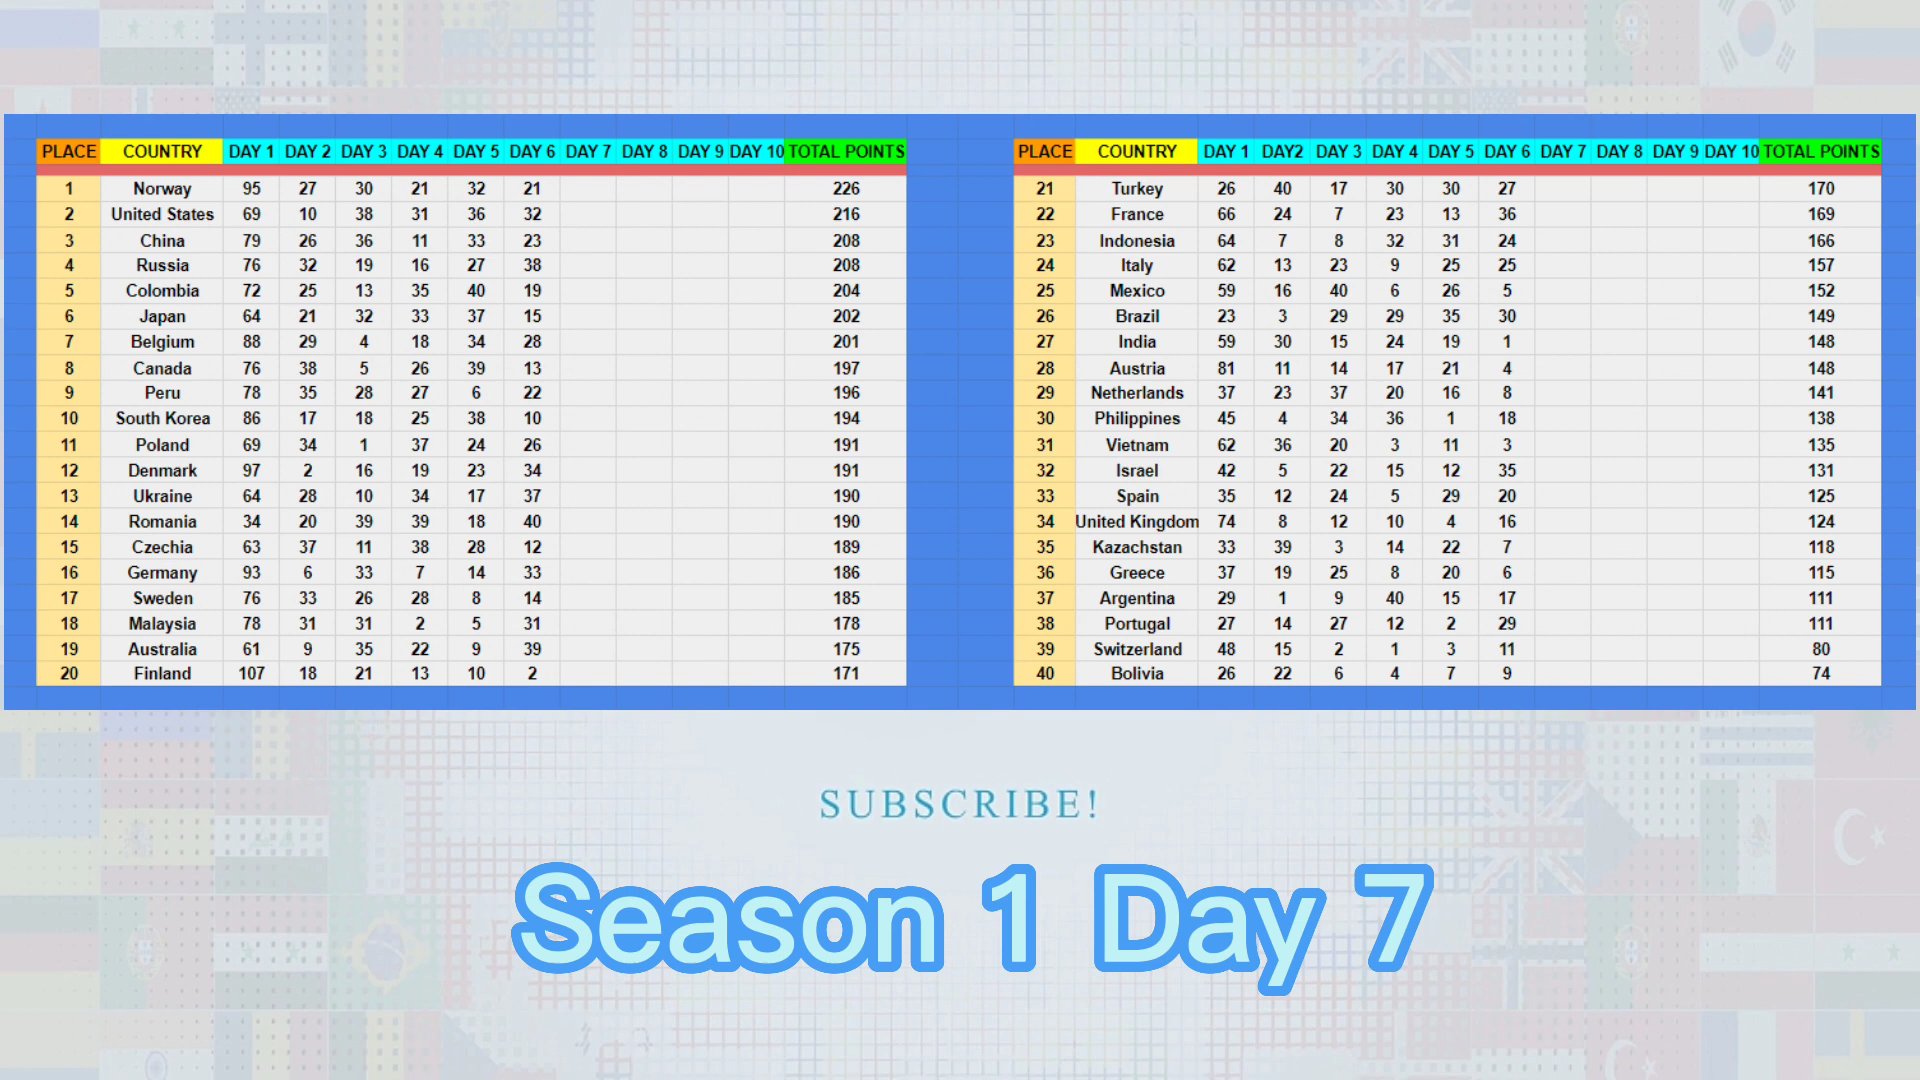 PLACE COUNTRY DAY 1 DAY 2 DAY 3 DAY 4 DAY 5 DAY 6 DAY 7 DAY 8 DAY 9 DAY 10 TOTAL POINTS
1 Norway 95 27 30 21 32 21 226
2 United States 69 10 38 31 36 32 216
3 China 79 26 36 11 33 23 208
4 Russia 76 32 19 16 27 38 208
5 Colombia 72 25 13 35 40 19 204
6 Japan 64 21 32 33 37 15 202
7 Belgium 88 29 4 18 34 28 201
8 Canada 76 38 5 26 39 13 197
9 Peru 78 35 28 27 6 22 196
10 South Korea 86 17 18 25 38 10 194
11 Poland 69 34 1 37 24 26 191
12 Denmark 97 2 16 19 23 34 191
13 Ukraine 64 28 10 34 17 37 190
14 Romania 34 20 39 39 18 40 190
15 Czechia 63 37 11 38 28 12 189
16 Germany 93 6 33 7 14 33 186
17 Sweden 76 33 26 28 8 14 185
18 Malaysia 78 31 31 2 5 31 178
19 Australia 61 9 35 22 9 39 175
20 Finland 107 18 21 13 10 2 171
PLACE COUNTRY DAY 1 DAY2 DAY 3 DAY 4 DAY 5 DAY 6 DAY 7 DAY 8 DAY 9 DAY 10 TOTAL POINTS
21 Turkey 26 40 17 30 30 27 170
22 France 66 24 7 23 13 36 169
23 Indonesia 64 7 8 32 31 24 166
24 Italy 62 13 23 9 25 25 157
25 Mexico 59 16 40 6 26 5 152
26 Brazil 23 3 29 29 35 30 149
27 India 59 30 15 24 19 1 148
28 Austria 81 11 14 17 21 4 148
29 Netherlands 37 23 37 20 16 8 141
30 Philippines 45 4 34 36 1 18 138
31 Vietnam 62 36 20 3 11 3 135
32 Israel 42 5 22 15 12 35 131
33 Spain 35 12 24 5 29 20 125
34 United Kingdom 74 8 12 10 4 16 124
35 Kazachstan 33 39 3 14 22 7 118
36 Greece 37 19 25 8 20 6 115
37 Argentina 29 1 9 40 15 17 111
38 Portugal 27 14 27 12 2 29 111
39 Switzerland 48 15 2 1 3 11 80
40 Bolivia 26 22 6 4 7 9 74
SUBSCRIBE!
Season 1 Day 7